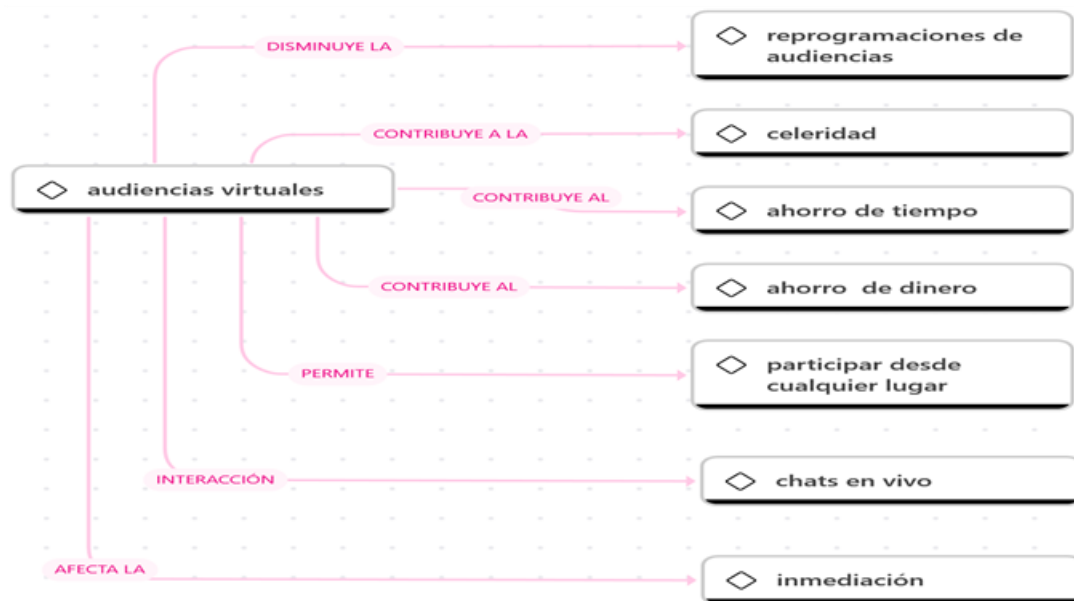 DISMINUYE LA
reprogramaciones de
audiencias
CONTRIBUYE A LA
celeridad
audiencias virtuales
CONTRIBUYE AL
ahorro de tiempo
CONTRIBUYE AL
ahorro de dinero
PERMITE
participar desde
cualquier lugar
INTERACCIÓN
chats en vivo
AFECTA LA
inmediación